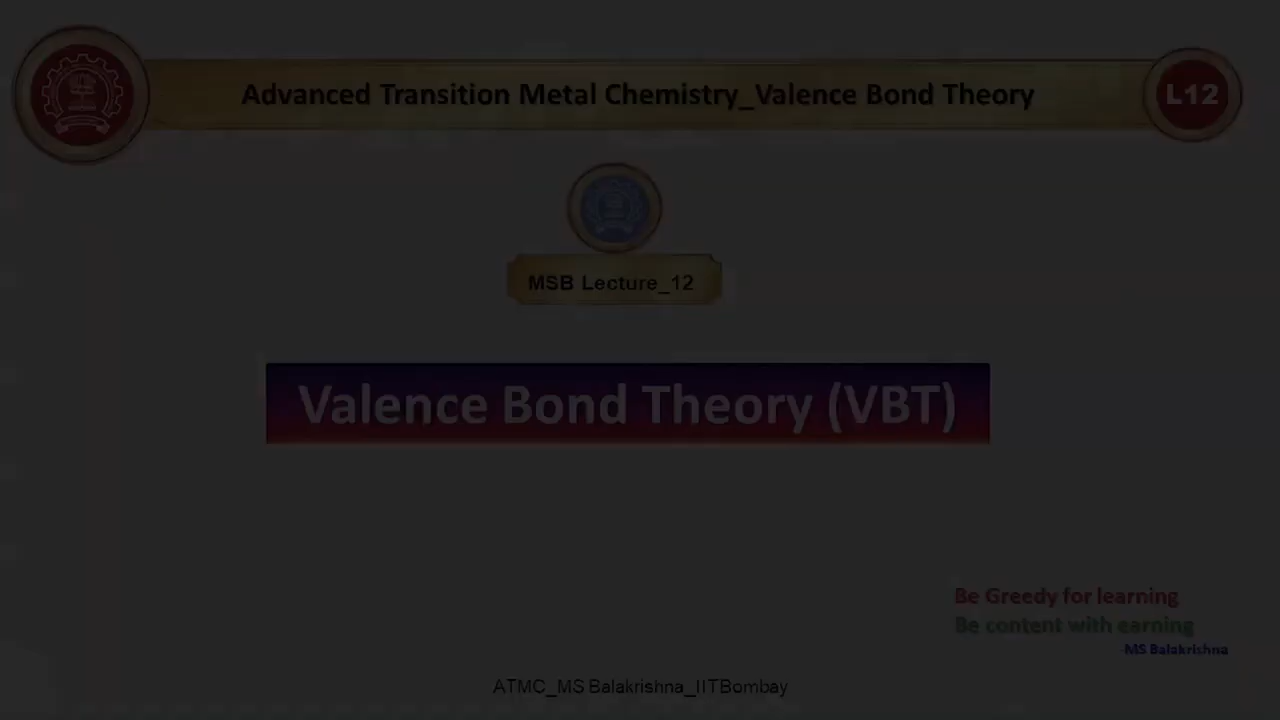 Advanced Transition Metal Chemistry_Valence Bond Theory
L12
MSB Lecture_12
Valence Bond Theory (VBT)
Be Greedy for learning
Be content with earning
-MS Balakrishna
ATMC_MS Balakrishna_IITBombay